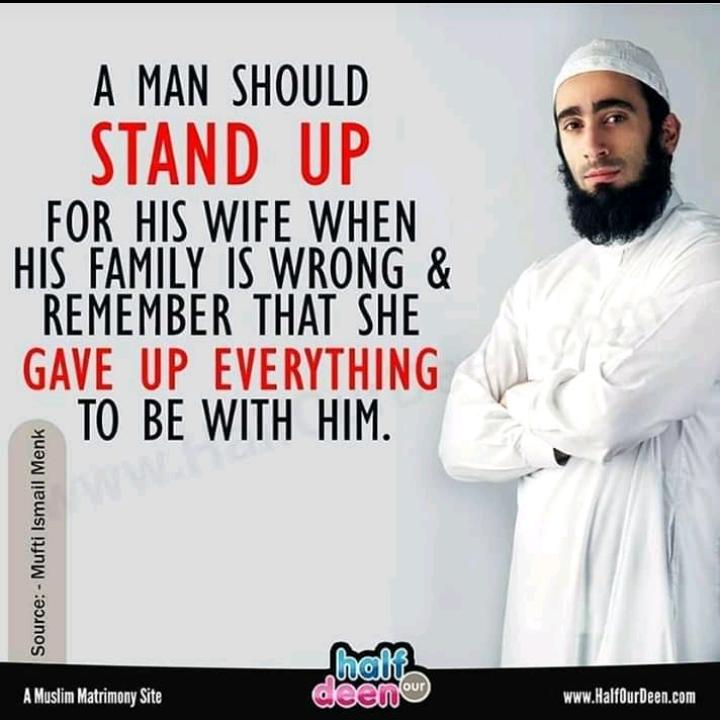 A MAN SHOULD
STAND UP
FOR HIS WIFE WHEN
HIS FAMILY IS WRONG &
REMEMBER THAT SHE
GAVE UP EVERYTHING
TO BE WITH HIM.
Source: - Mufti Ismail Menk
half
our
deen
A Muslim Matrimony Site
www.HalfOurDeen.com